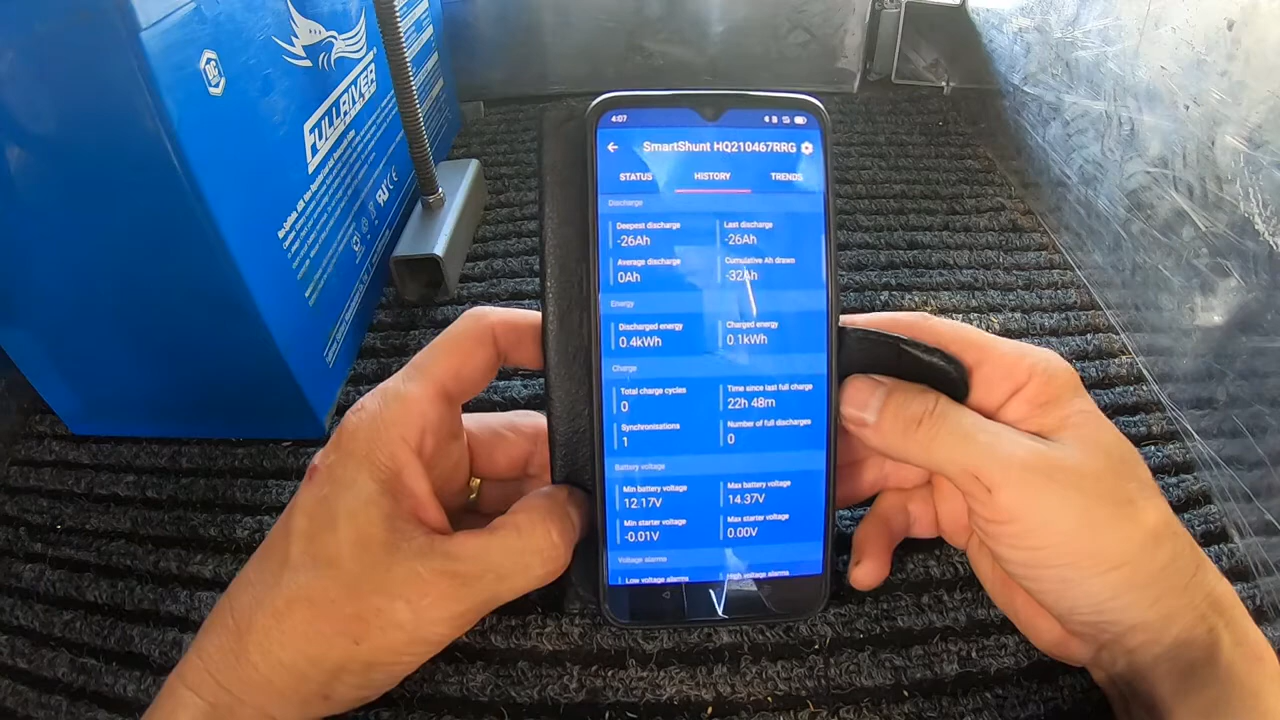 DC
FULLRIVER
4:07
SmartShunt HQ210467RRG
STATUS HISTORY TRENDS
Discharge
Deepest discharge Last discharge
-26Ah -26Ah
Average discharge Cumulative Ah drawn
0Ah -32Ah
Energy
Discharged energy Charged energy
0.4kWh 0.1kWh
Charge
Total charge cycles Time since last full charge
0 22h 48m
Synchronizations Number of full discharges
1 0
Battery voltage
Min battery voltage Max battery voltage
12.17V 14.37V
Min starter voltage Max starter voltage
-0.01V 0.00V
Voltage alarms
Low voltage alarms High voltage alarms